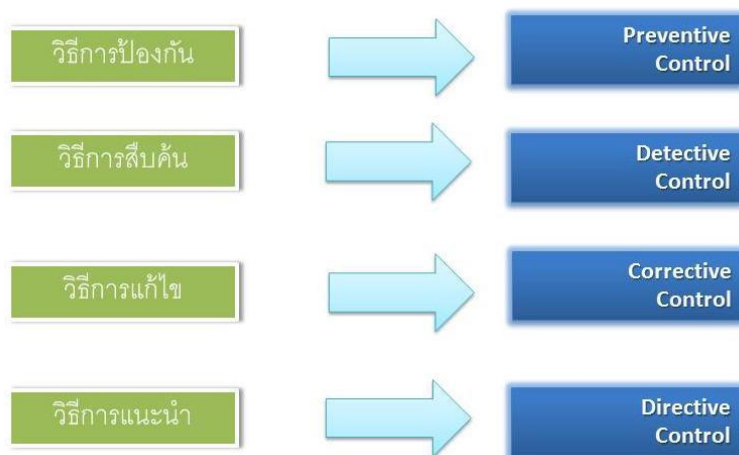 วิธีการป้องกัน
Preventive
Control
วิธีการสืบค้น
Detective
Control
วิธีการแก้ไข
Corrective
Control
วิธีการแนะนำ
Directive
Control